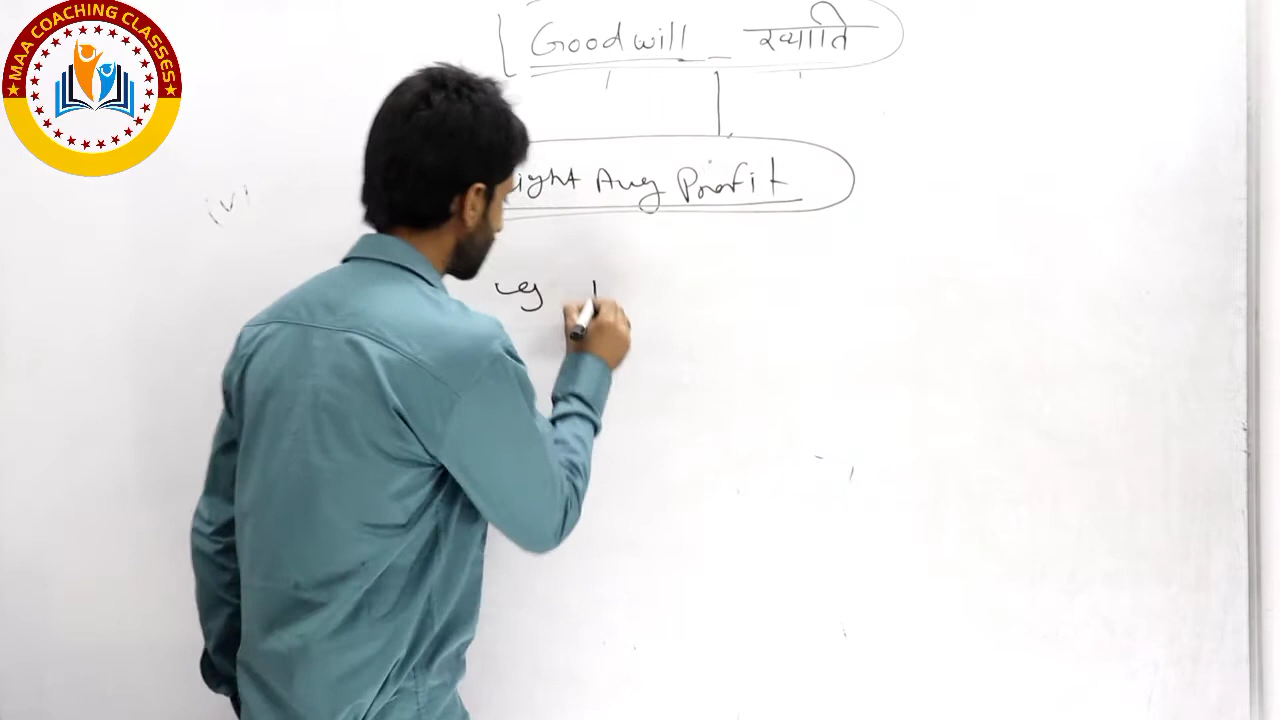 MAA COACHING CLASSES
Goodwill ख्याति
ight Avg Profit